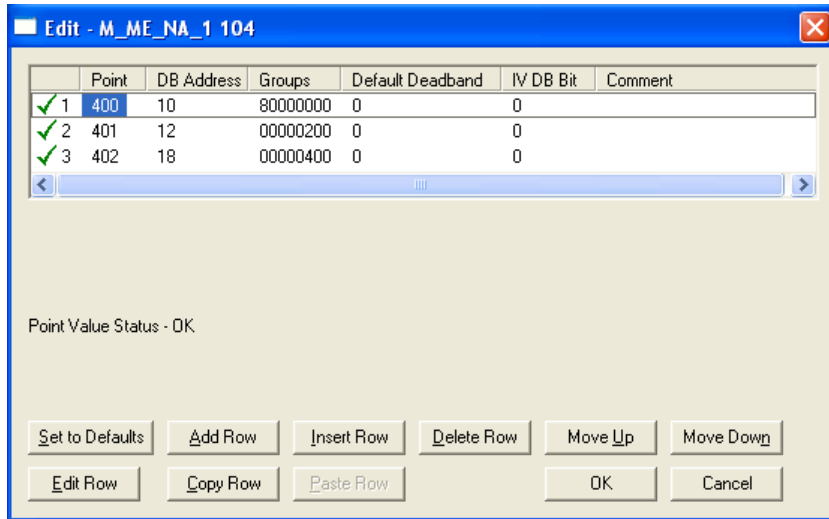 Edit - M_ME_NA_1 104
Point DB Address Groups Default Deadband IV DB Bit Comment
1 400 10 80000000 0 0
2 401 12 00000200 0 0
3 402 18 00000400 0 0
Point Value Status - OK
Set to Defaults Add Row Insert Row Delete Row Move Up Move Down
Edit Row Copy Row Paste Row OK Cancel